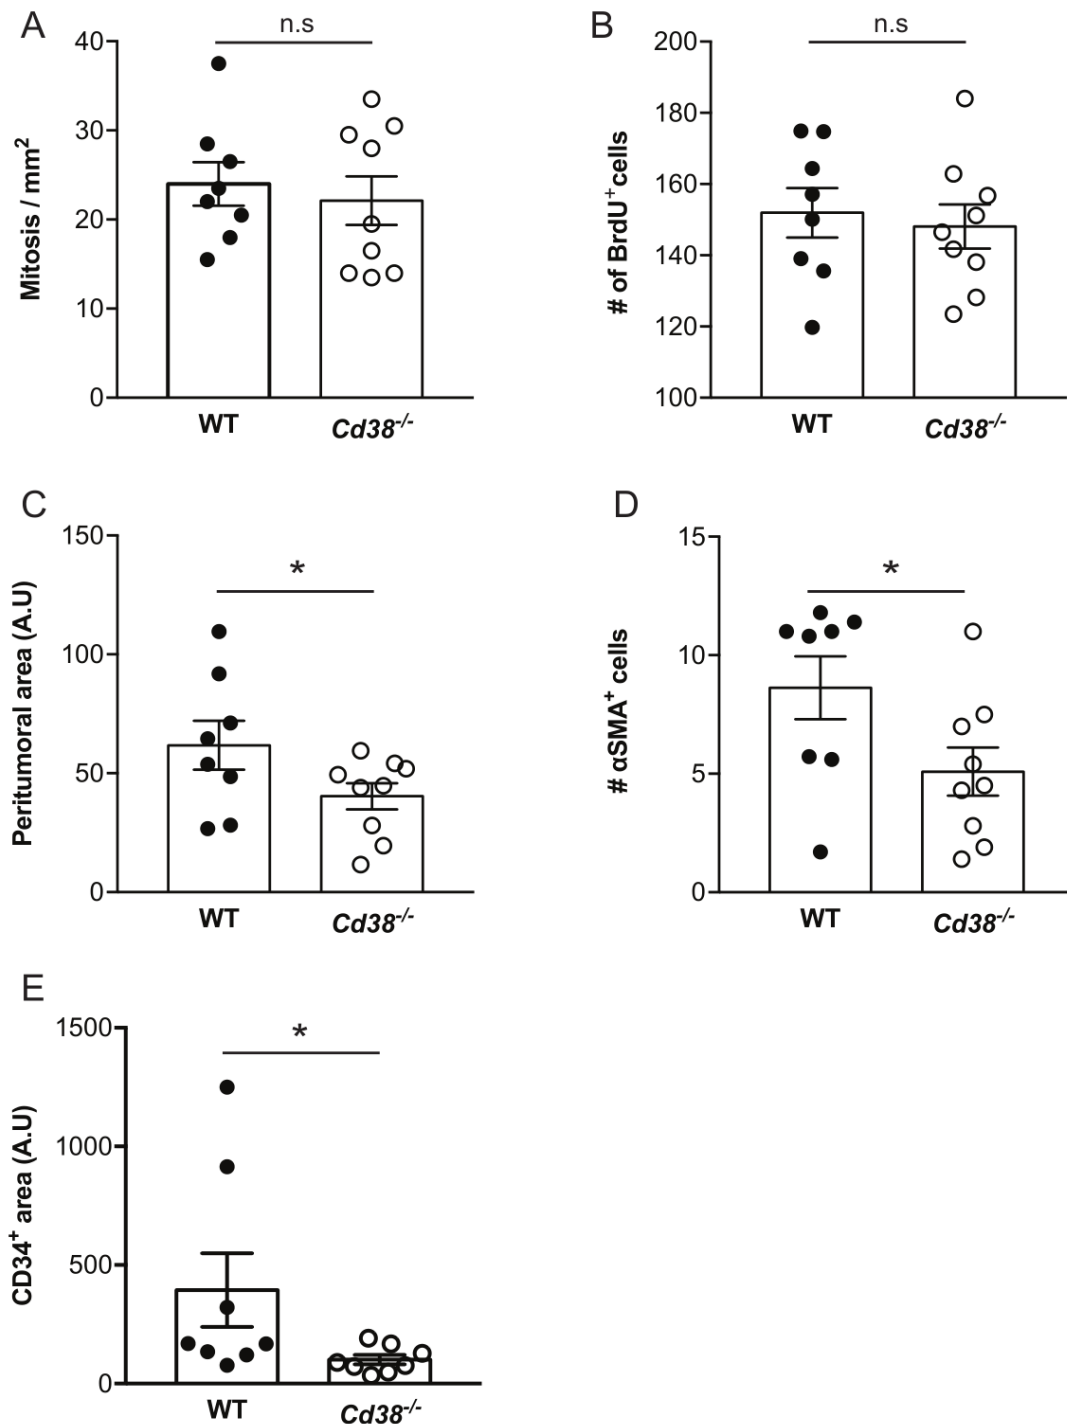 A
n.s
40
30
20
10
0
Mitosis / mm²
WT
Cd38⁻/⁻
B
n.s
200
180
160
140
120
100
# of BrdU⁺cells
WT
Cd38⁻/⁻
C
*
150
100
50
0
Peritumoral area (A.U)
WT
Cd38⁻/⁻
D
*
15
10
5
0
# αSMA⁺ cells
WT
Cd38⁻/⁻
E
*
1500
1000
500
0
CD34⁺ area (A.U)
WT
Cd38⁻/⁻